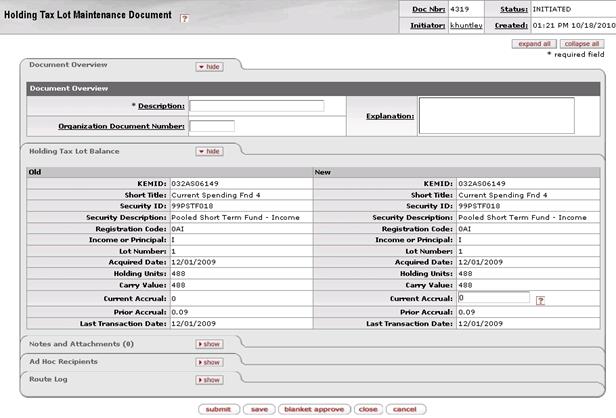 Holding Tax Lot Maintenance Document ?
Doc Nbr: 4319 Status: INITIATED
Initiator: khuntley Created: 01:21 PM 10/18/2010
expand all collapse all
* required field
Document Overview hide
Document Overview
* Description: Explanation:
Organization Document Number:
Holding Tax Lot Balance hide
Old New
KEMID: 032AS06149 KEMID: 032AS06149
Short Title: Current Spending Fnd 4 Short Title: Current Spending Fnd 4
Security ID: 99PSTF018 Security ID: 99PSTF018
Security Description: Pooled Short Term Fund - Income Security Description: Pooled Short Term Fund - Income
Registration Code: 0AI Registration Code: 0AI
Income or Principal: I Income or Principal: I
Lot Number: 1 Lot Number: 1
Acquired Date: 12/01/2009 Acquired Date: 12/01/2009
Holding Units: 488 Holding Units: 488
Carry Value: 488 Carry Value: 488
Current Accrual: 0 Current Accrual: 0 ?
Prior Accrual: 0.09 Prior Accrual: 0.09
Last Transaction Date: 12/01/2009 Last Transaction Date: 12/01/2009
Notes and Attachments (0) show
Ad Hoc Recipients show
Route Log show
submit save blanket approve close cancel